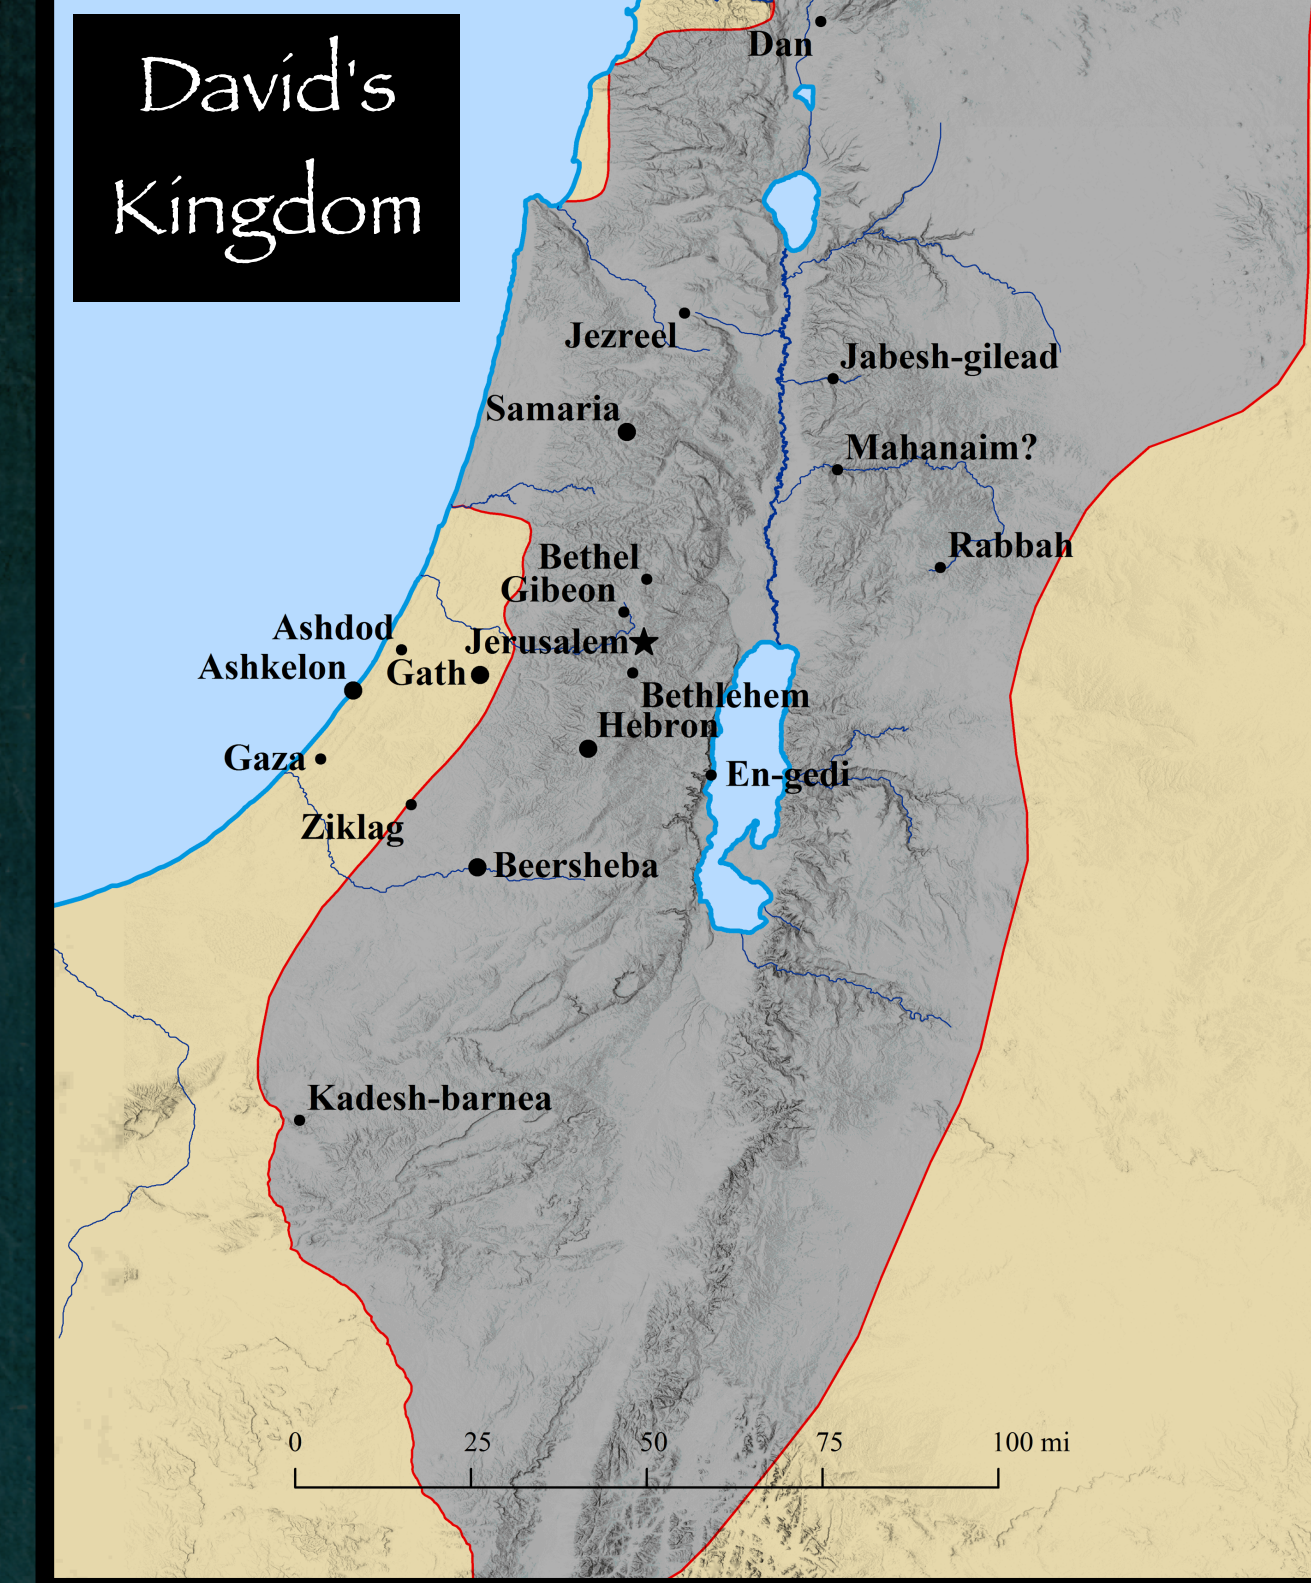 David's
Kingdom
Dan
Jezreel
Jabesh-gilead
Samaria
Mahanaim?
Rabbah
Bethel
Gibeon
Ashdod
Jerusalem
Ashkelon
Gath
Bethlehem
Hebron
Gaza
En-gedi
Ziklag
Beersheba
Kadesh-barnea
0 25 50 75 100 mi